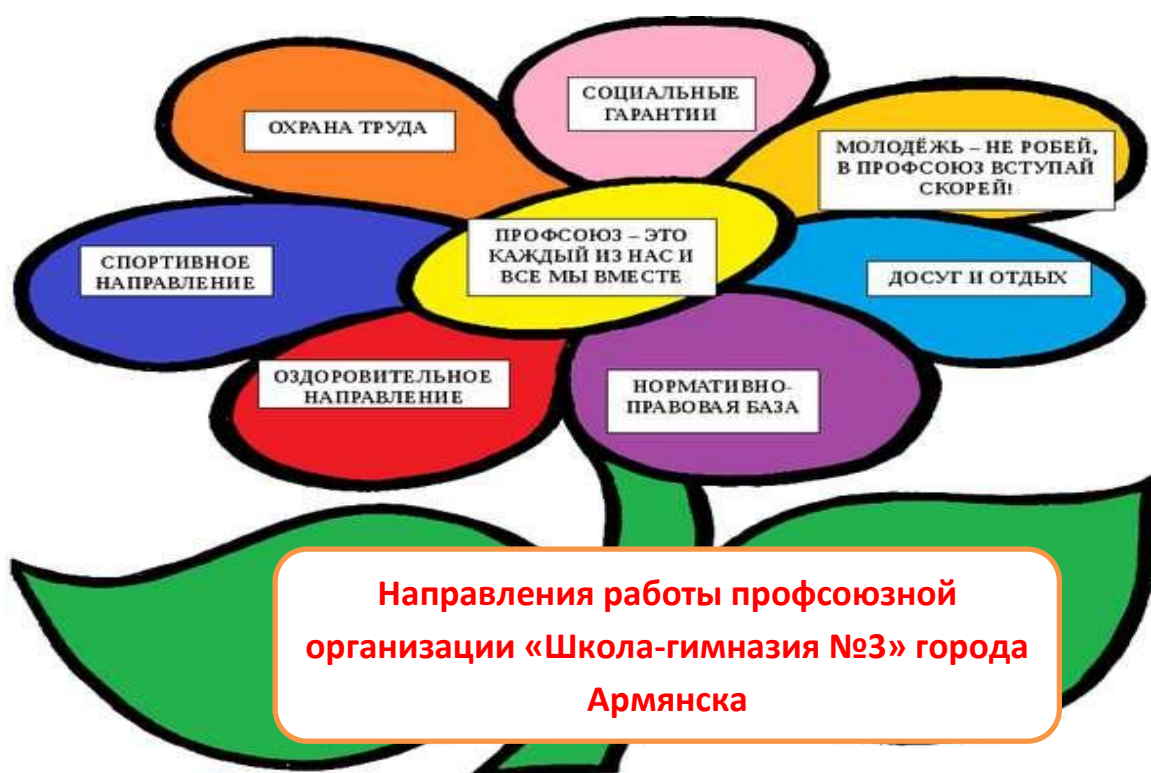 СОЦИАЛЬНЫЕ
ГАРАНТИИ
ОХРАНА ТРУДА
МОЛОДЁЖЬ – НЕ РОБЕЙ,
В ПРОФСОЮЗ ВСТУПАЙ
СКОРЕЙ!
ПРОФСОЮЗ – ЭТО
КАЖДЫЙ ИЗ НАС И
ВСЕ МЫ ВМЕСТЕ
СПОРТИВНОЕ
НАПРАВЛЕНИЕ
ДОСУГ И ОТДЫХ
ОЗДОРОВИТЕЛЬНОЕ
НАПРАВЛЕНИЕ
НОРМАТИВНО-
ПРАВОВАЯ БАЗА
Направления работы профсоюзной
организации «Школа-гимназия №3» города
Армянска